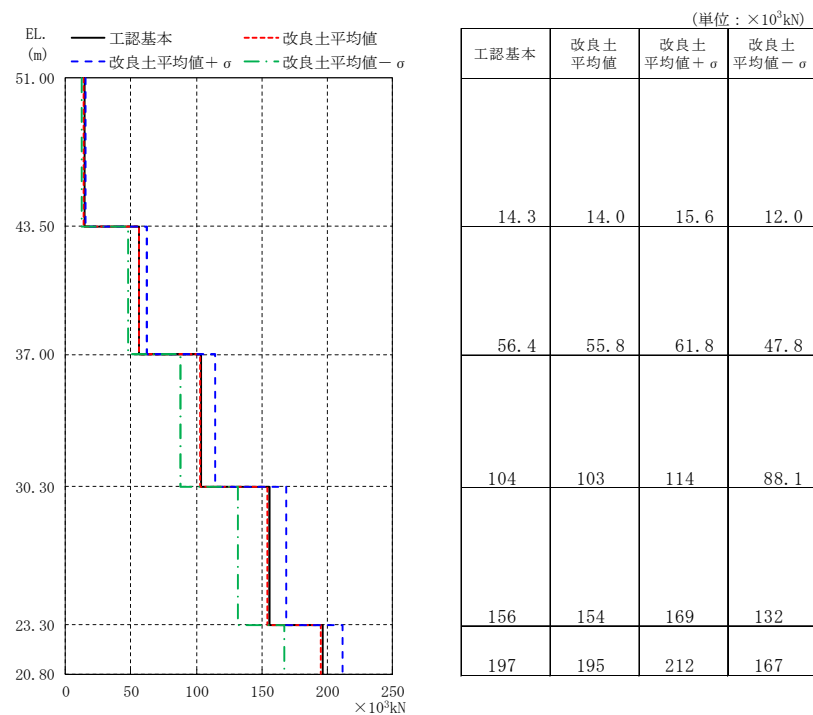 (単位：×10³kN)
EL.
(m)
工認基本
改良土平均値
改良土平均値＋σ
改良土平均値－σ
51.00
43.50
37.00
30.30
23.30
20.80
0 50 100 150 200 250
×10³kN
工認基本 改良土平均値 改良土平均値＋σ 改良土平均値－σ
14.3 14.0 15.6 12.0
56.4 55.8 61.8 47.8
104 103 114 88.1
156 154 169 132
197 195 212 167